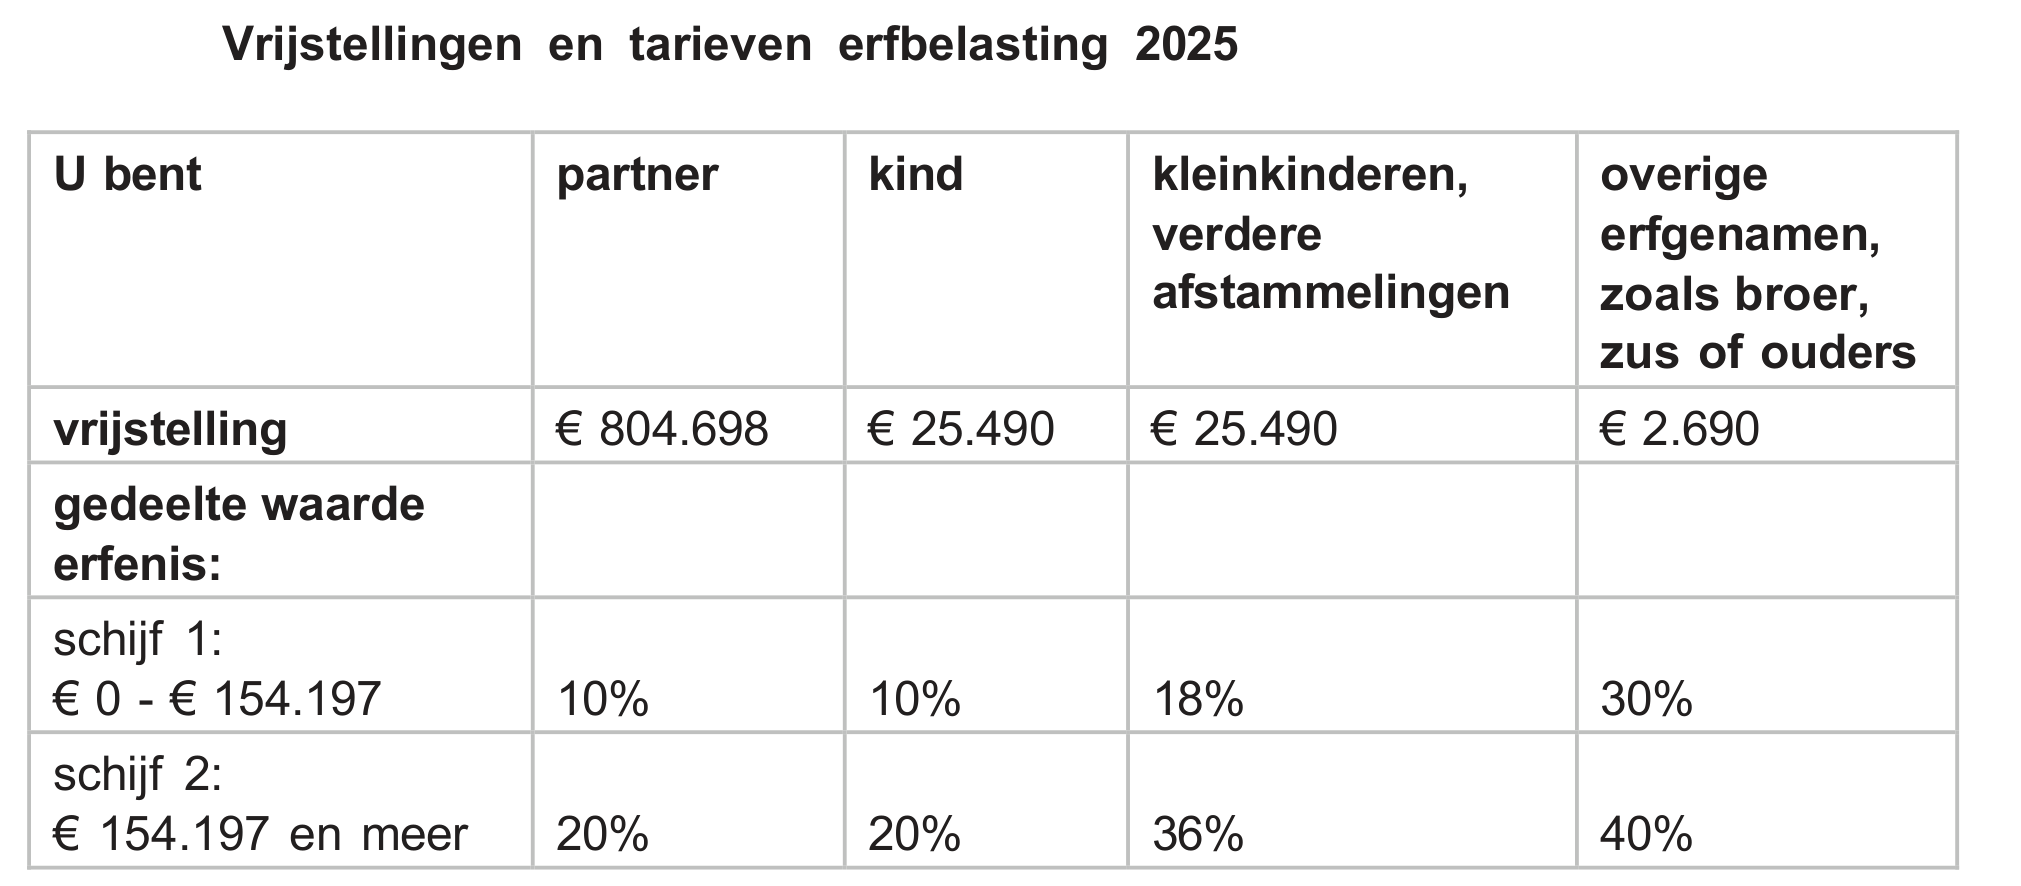 Vrijstellingen en tarieven erfbelasting 2025
U bent
partner
kind
kleinkinderen,
verdere
afstammelingen
overige
erfgenamen,
zoals broer,
zus of ouders
vrijstelling
€ 804.698
€ 25.490
€ 25.490
€ 2.690
gedeelte waarde
erfenis:
schijf 1:
€ 0 - € 154.197
10%
10%
18%
30%
schijf 2:
€ 154.197 en meer
20%
20%
36%
40%